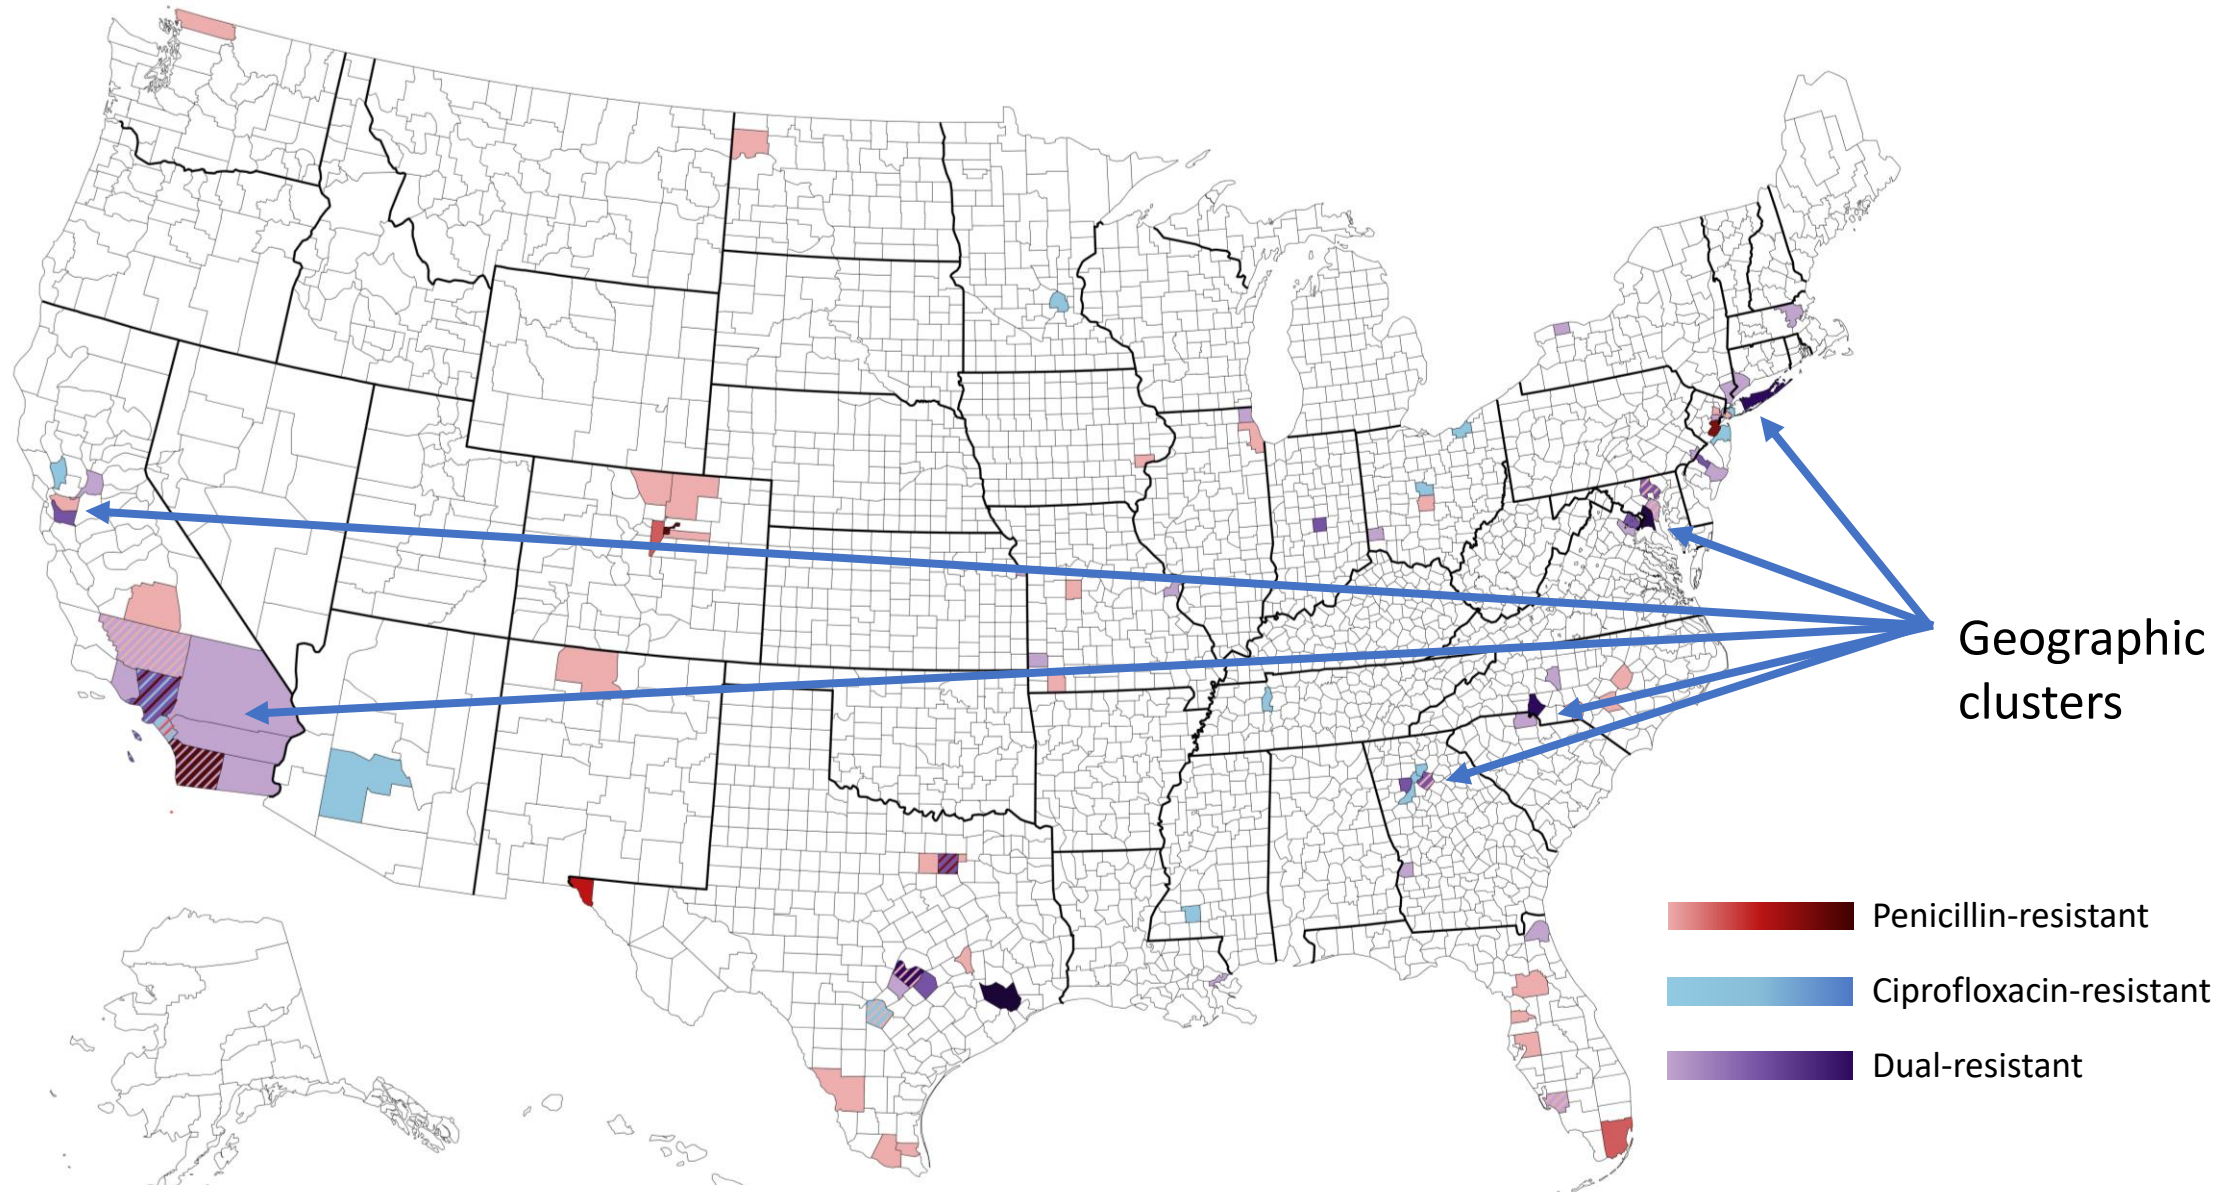 Geographic
clusters
Penicillin-resistant
Ciprofloxacin-resistant
Dual-resistant